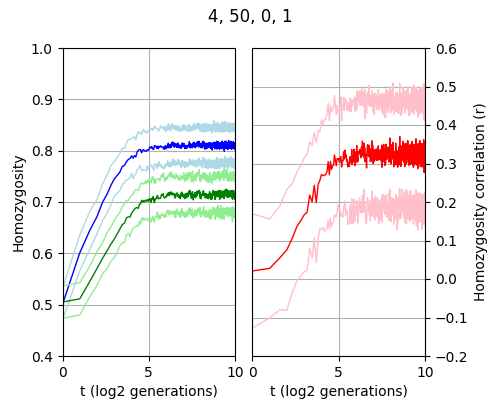 4, 50, 0, 1
1.0
0.9
0.8
0.7
0.6
0.5
0.4
Homozygosity
0 5 10
t (log2 generations)
0.6
0.5
0.4
0.3
0.2
0.1
0.0
−0.1
−0.2
Homozygosity correlation (r)
0 5 10
t (log2 generations)